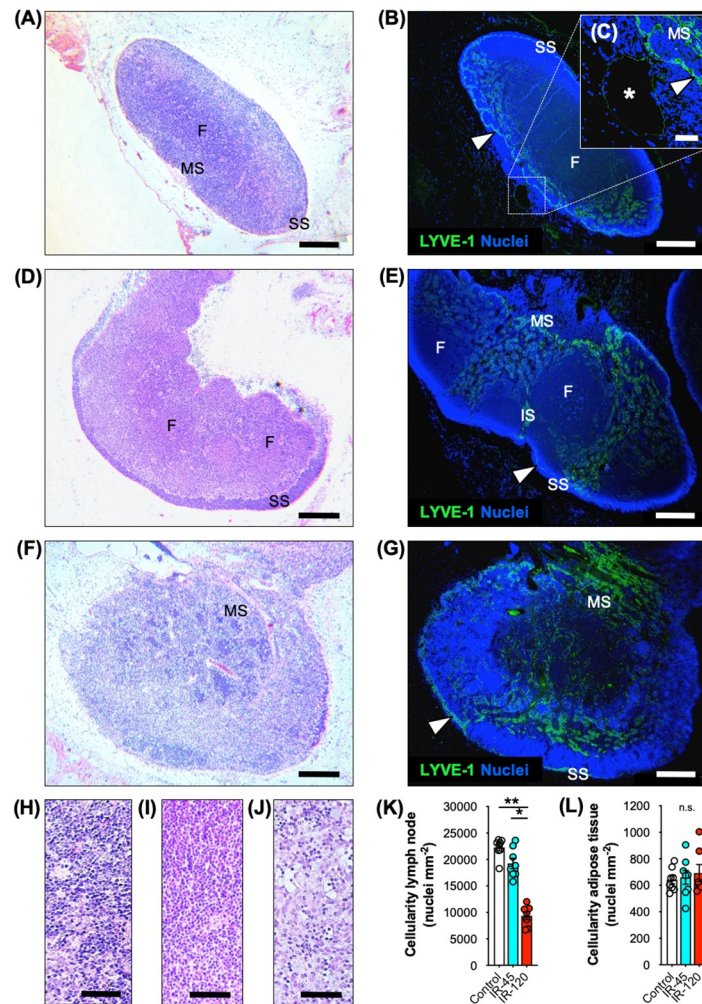 (A)
F
MS
SS
(B)
SS
F
LYVE-1 Nuclei
(C)
MS
*
(D)
F
F
SS
(E)
MS
F
F
IS
SS
LYVE-1 Nuclei
(F)
MS
(G)
MS
SS
LYVE-1 Nuclei
(H)
(I)
(J)
(K)
Cellularity lymph node
(nuclei mm-2)
30000
25000
20000
15000
10000
5000
0
**
*
Control
IR-45
IR-120
(L)
Cellularity adipose tissue
(nuclei mm-2)
1200
1000
800
600
400
200
0
n.s.
Control
IR-45
IR-120